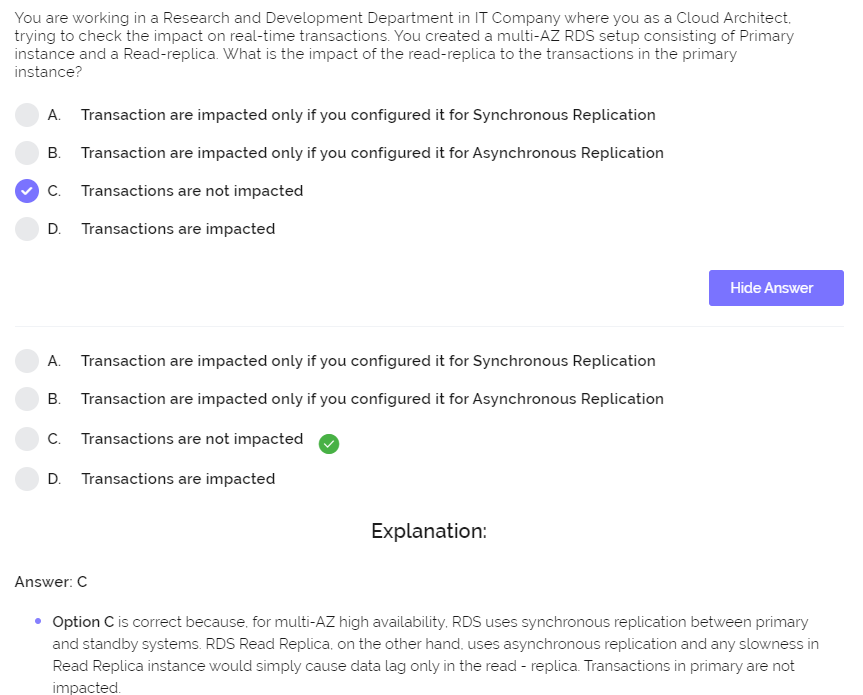 You are working in a Research and Development Department in IT Company where you as a Cloud Architect,
trying to check the impact on real-time transactions. You created a multi-AZ RDS setup consisting of Primary
instance and a Read-replica. What is the impact of the read-replica to the transactions in the primary
instance?
A. Transaction are impacted only if you configured it for Synchronous Replication
B. Transaction are impacted only if you configured it for Asynchronous Replication
C. Transactions are not impacted
D. Transactions are impacted
Hide Answer
A. Transaction are impacted only if you configured it for Synchronous Replication
B. Transaction are impacted only if you configured it for Asynchronous Replication
C. Transactions are not impacted
D. Transactions are impacted
Explanation:
Answer: C
Option C is correct because, for multi-AZ high availability, RDS uses synchronous replication between primary
and standby systems. RDS Read Replica, on the other hand, uses asynchronous replication and any slowness in
Read Replica instance would simply cause data lag only in the read - replica. Transactions in primary are not
impacted.